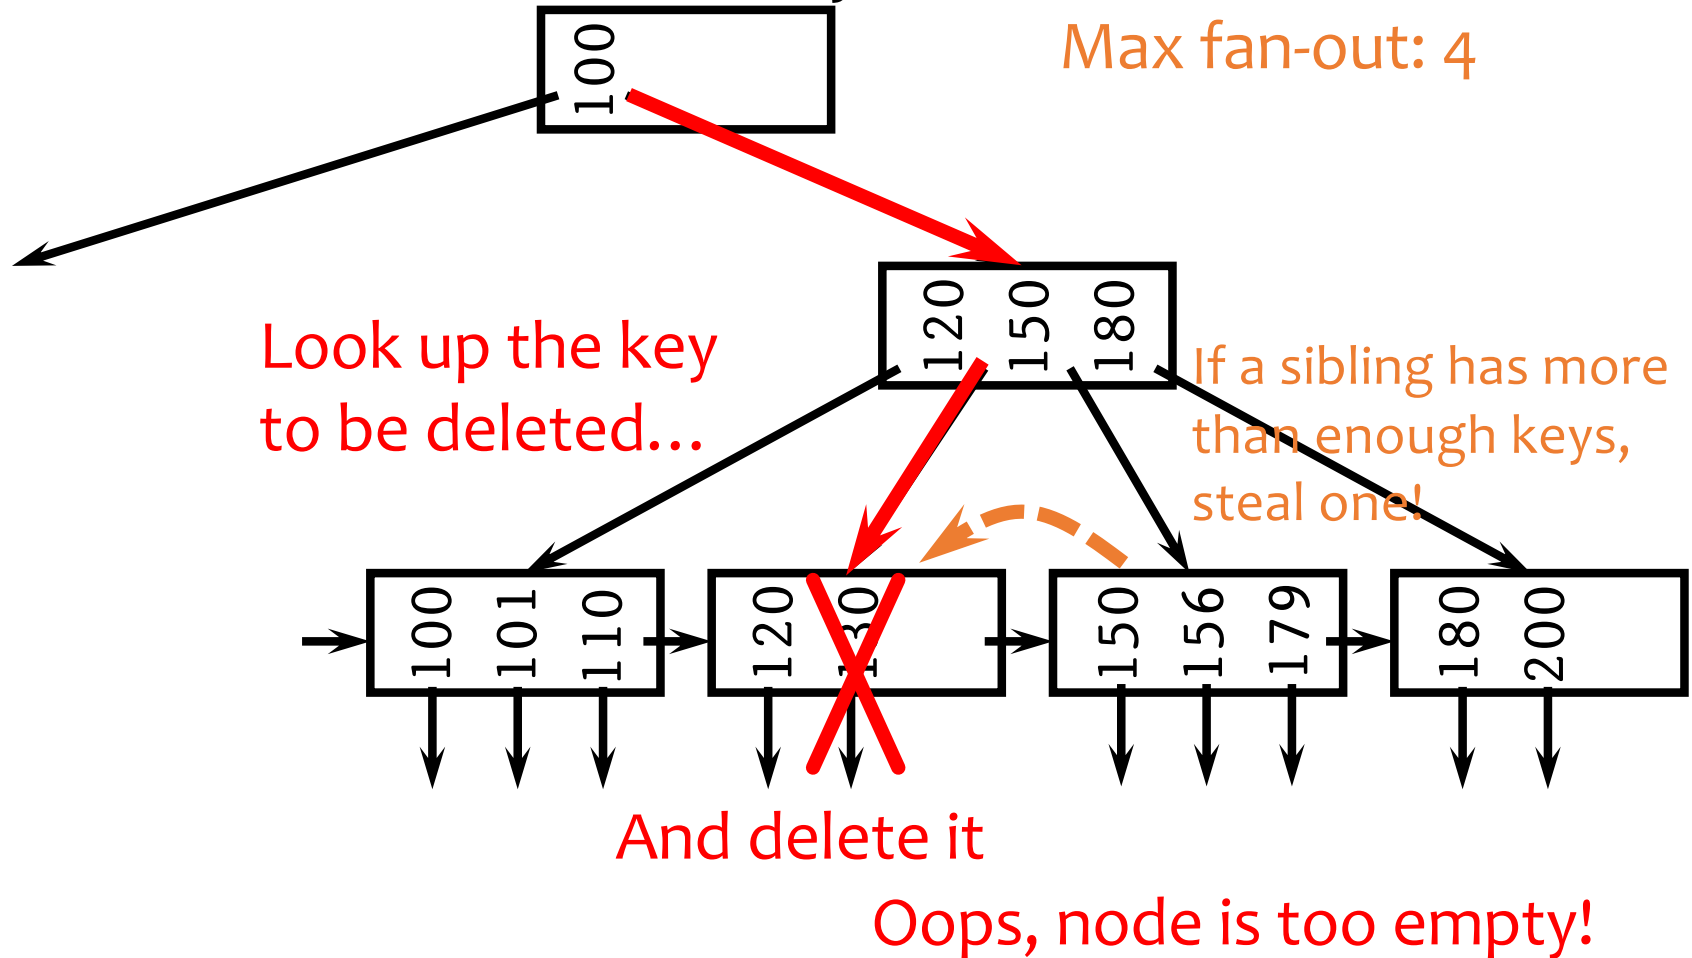 Max fan-out: 4
100
120
150
180
Look up the key
to be deleted...
If a sibling has more
than enough keys,
steal one!
100
101
110
120
130
150
156
179
180
200
And delete it
Oops, node is too empty!